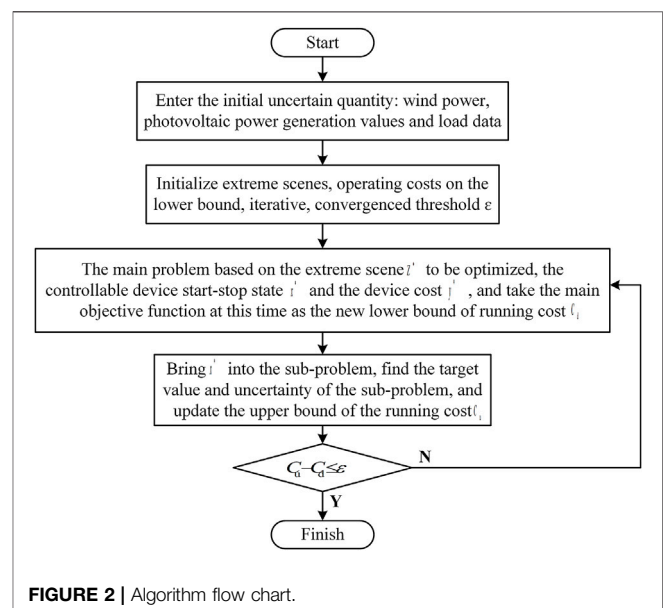 Start
Enter the initial uncertain quantity: wind power,
photovoltaic power generation values and load data
Initialize extreme scenes, operating costs on the
lower bound, iterative, convergenced threshold ε
The main problem based on the extreme scene to be optimized, the
controllable device start-stop state and the device cost , and take the main
objective function at this time as the new lower bound of running cost
Bring into the sub-problem, find the target
value and uncertainty of the sub-problem, and
update the upper bound of the running cost
N
Cu-Cd≤ε
Y
Finish
FIGURE 2 | Algorithm flow chart.